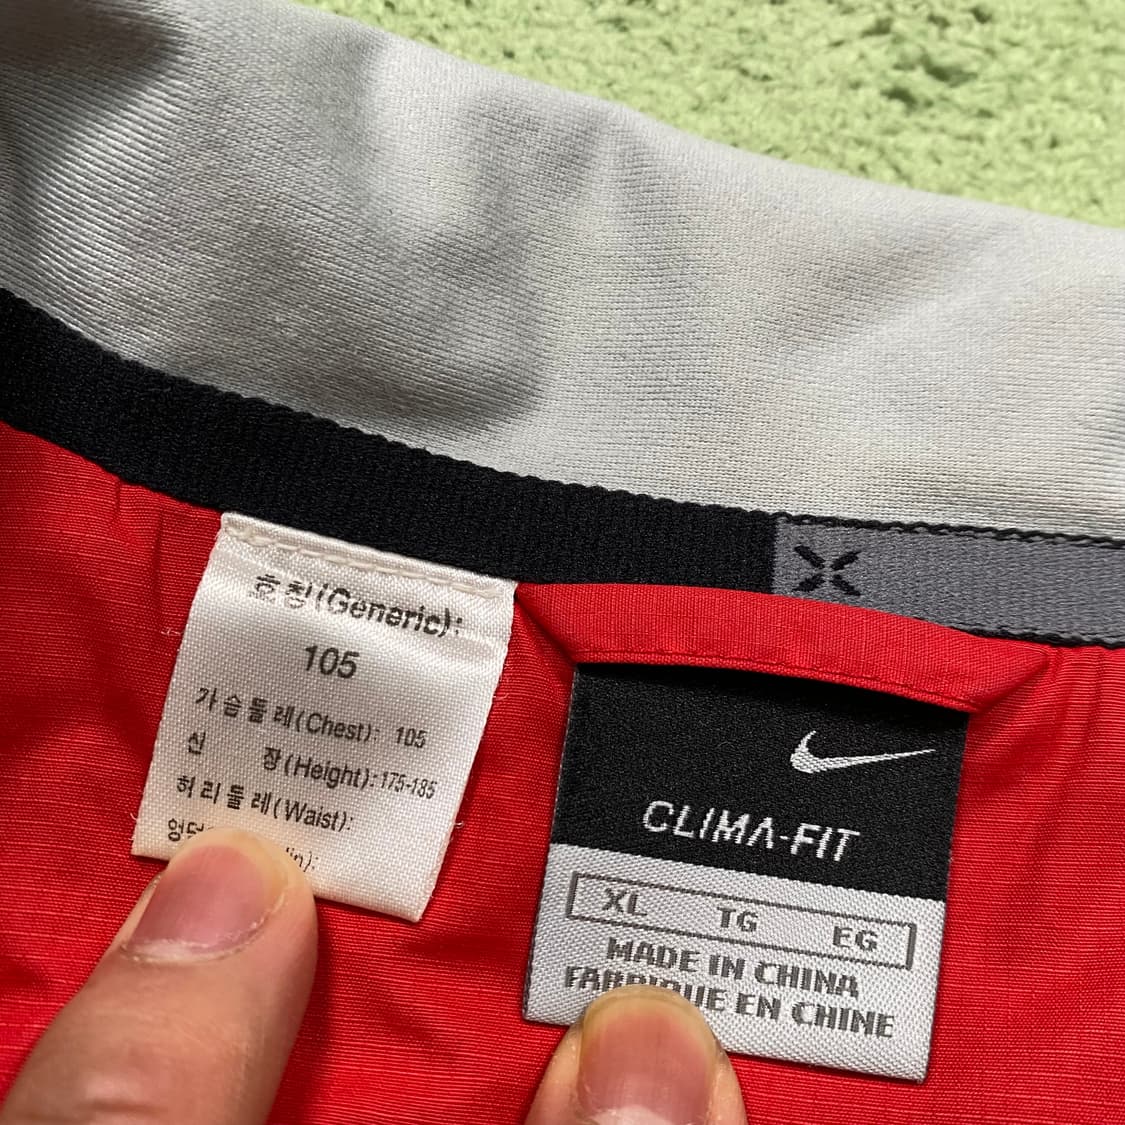 호칭(Generic):
105
가슴둘레(Chest): 105
신 장(Height):175-185
허리둘레(Waist):
CLIMA-FIT
XL TG EG
MADE IN CHINA
FABRIQUE EN CHINE